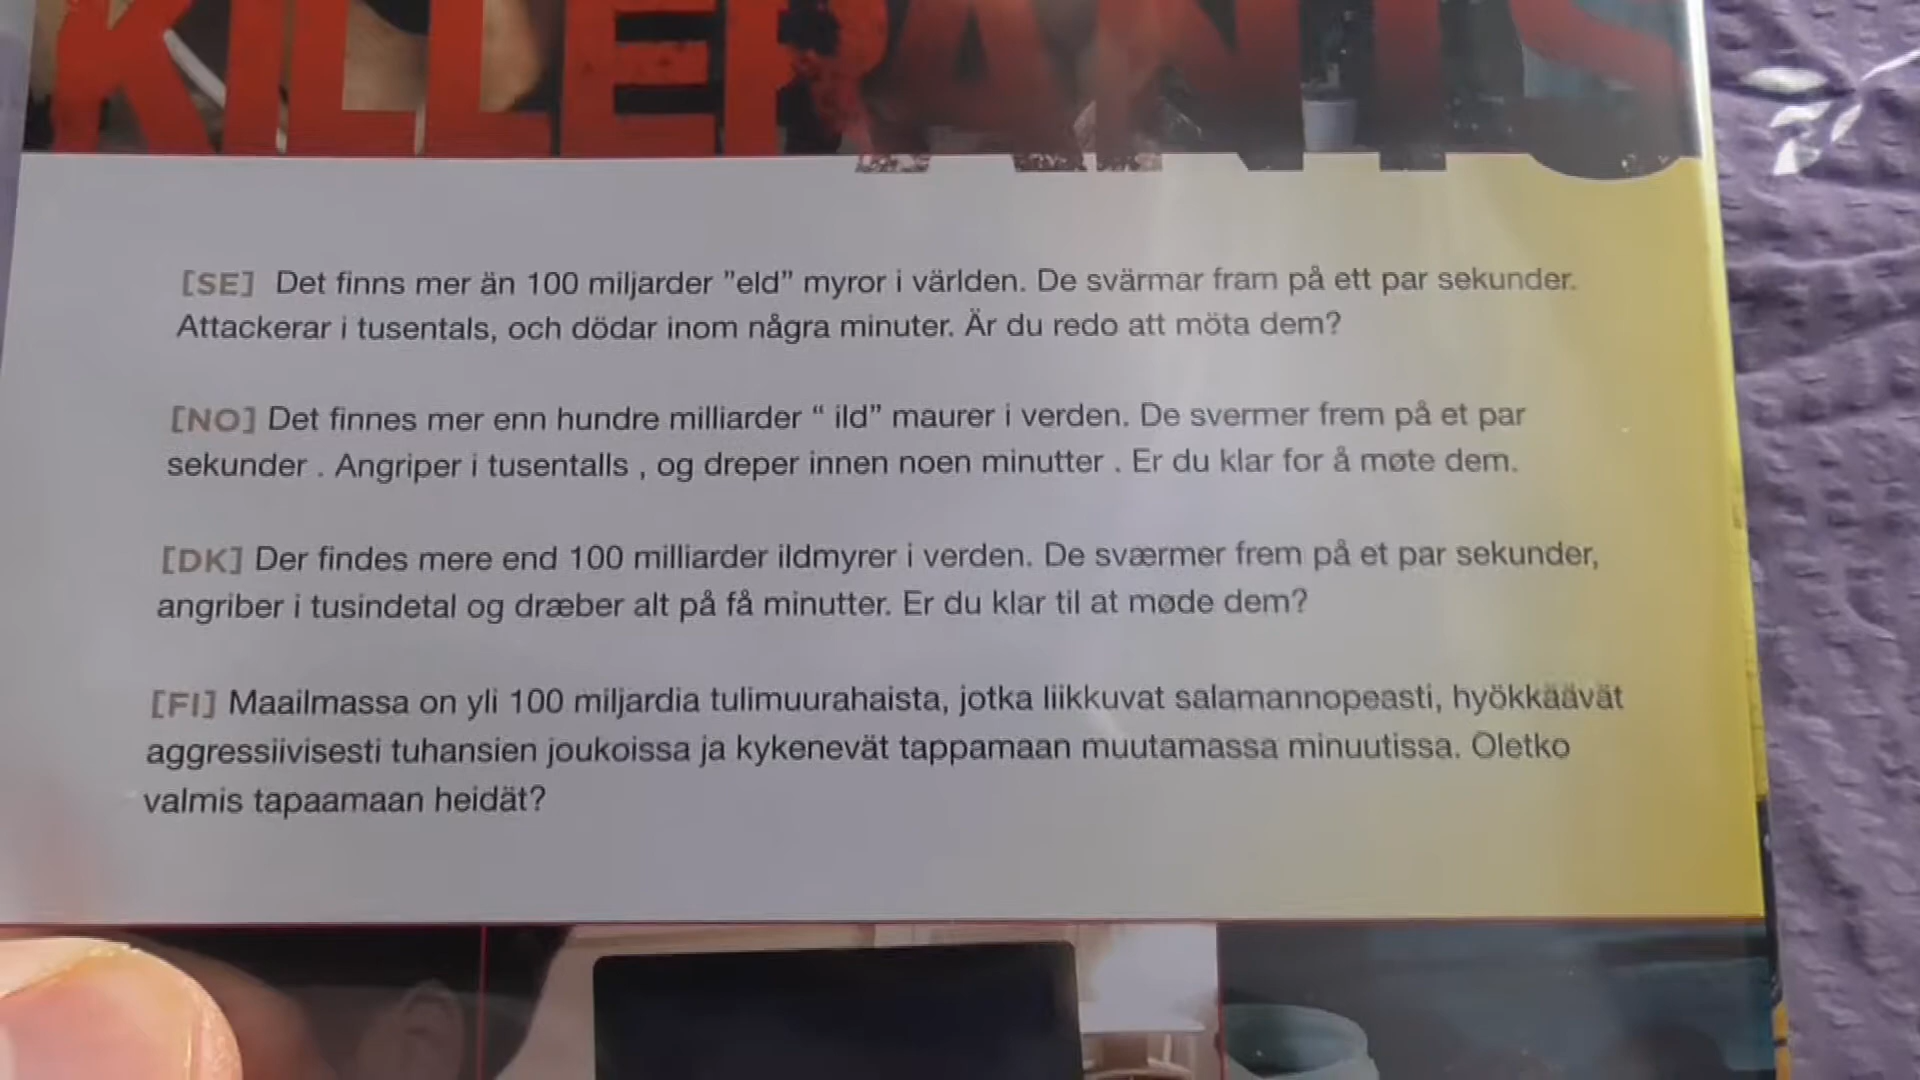 KILLER ANTS
[SE] Det finns mer än 100 miljarder ”eld” myror i världen. De svärmar fram på ett par sekunder.
Attackerar i tusentals, och dödar inom några minuter. Är du redo att möta dem?
[NO] Det finnes mer enn hundre milliarder “ ild” maurer i verden. De svermer frem på et par
sekunder . Angriper i tusentalls , og dreper innen noen minutter . Er du klar for å møte dem.
[DK] Der findes mere end 100 milliarder ildmyrer i verden. De sværmer frem på et par sekunder,
angriber i tusindetal og dræber alt på få minutter. Er du klar til at møde dem?
[FI] Maailmassa on yli 100 miljardia tulimuurahaista, jotka liikkuvat salamannopeasti, hyökkäävät
aggressiivisesti tuhansien joukoissa ja kykenevät tappamaan muutamassa minuutissa. Oletko
valmis tapaamaan heidät?